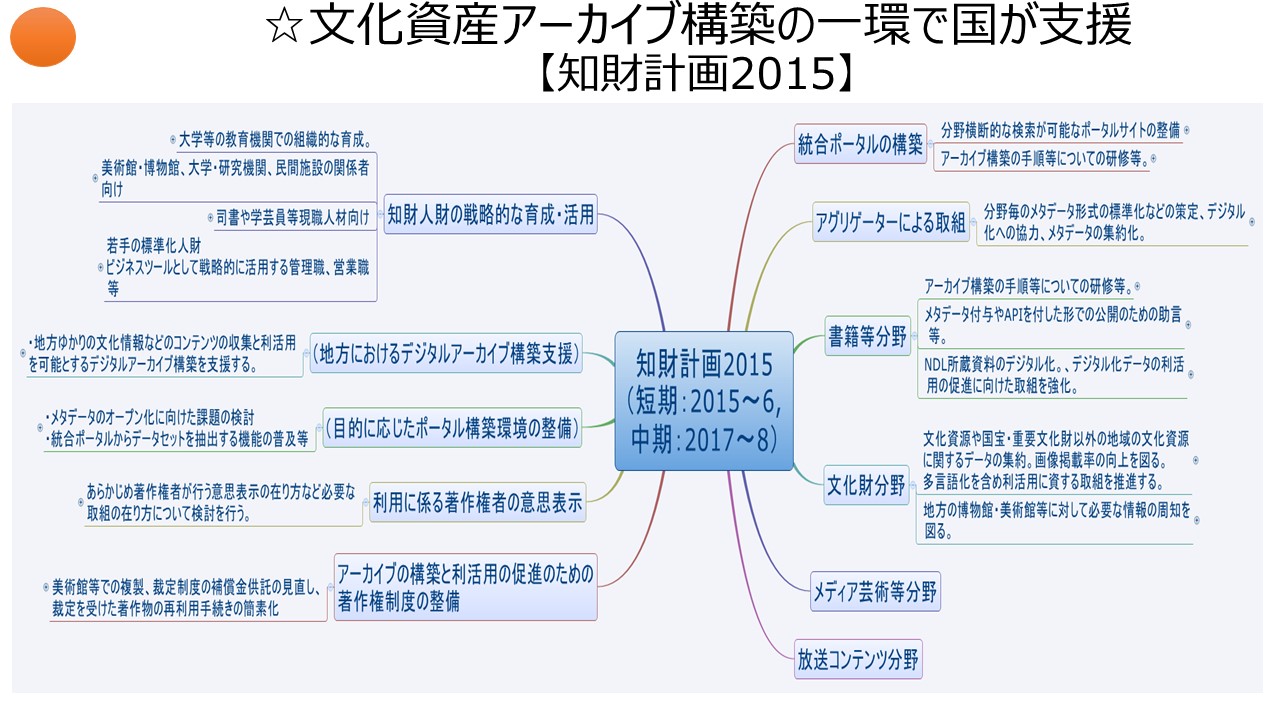 ☆文化資産アーカイブ構築の一環で国が支援
【知財計画2015】
知財計画2015
（短期：2015～6,
中期：2017～8）
統合ポータルの構築
分野横断的な検索が可能なポータルサイトの整備
アーカイブ構築の手順等についての研修等。
アグリゲーターによる取組
分野毎のメタデータ形式の標準化などの策定、デジタル
化への協力、メタデータの集約化。
書籍等分野
アーカイブ構築の手順等についての研修等。
メタデータ付与やAPIを付した形での公開のための助言
等。
NDL所蔵資料のデジタル化。、デジタル化データの利活
用の促進に向けた取組を強化。
文化財分野
文化資源や国宝・重要文化財以外の地域の文化資源
に関するデータの集約。画像掲載率の向上を図る。
多言語化を含め利活用に資する取組を推進する。
地方の博物館・美術館等に対して必要な情報の周知を
図る。
メディア芸術等分野
放送コンテンツ分野
知財人財の戦略的な育成・活用
大学等の教育機関での組織的な育成。
美術館・博物館、大学・研究機関、民間施設の関係者
向け
司書や学芸員等現職人材向け
若手の標準化人財
ビジネスツールとして戦略的に活用する管理職、営業職
等
（地方におけるデジタルアーカイブ構築支援）
・地方ゆかりの文化情報などのコンテンツの収集と利活用
を可能とするデジタルアーカイブ構築を支援する。
（目的に応じたポータル構築環境の整備）
・メタデータのオープン化に向けた課題の検討
・統合ポータルからデータセットを抽出する機能の普及等
利用に係る著作権者の意思表示
あらかじめ著作権者が行う意思表示の在り方など必要な
取組の在り方について検討を行う。
アーカイブの構築と利活用の促進のための
著作権制度の整備
美術館等での複製、裁定制度の補償金供託の見直し、
裁定を受けた著作物の再利用手続きの簡素化